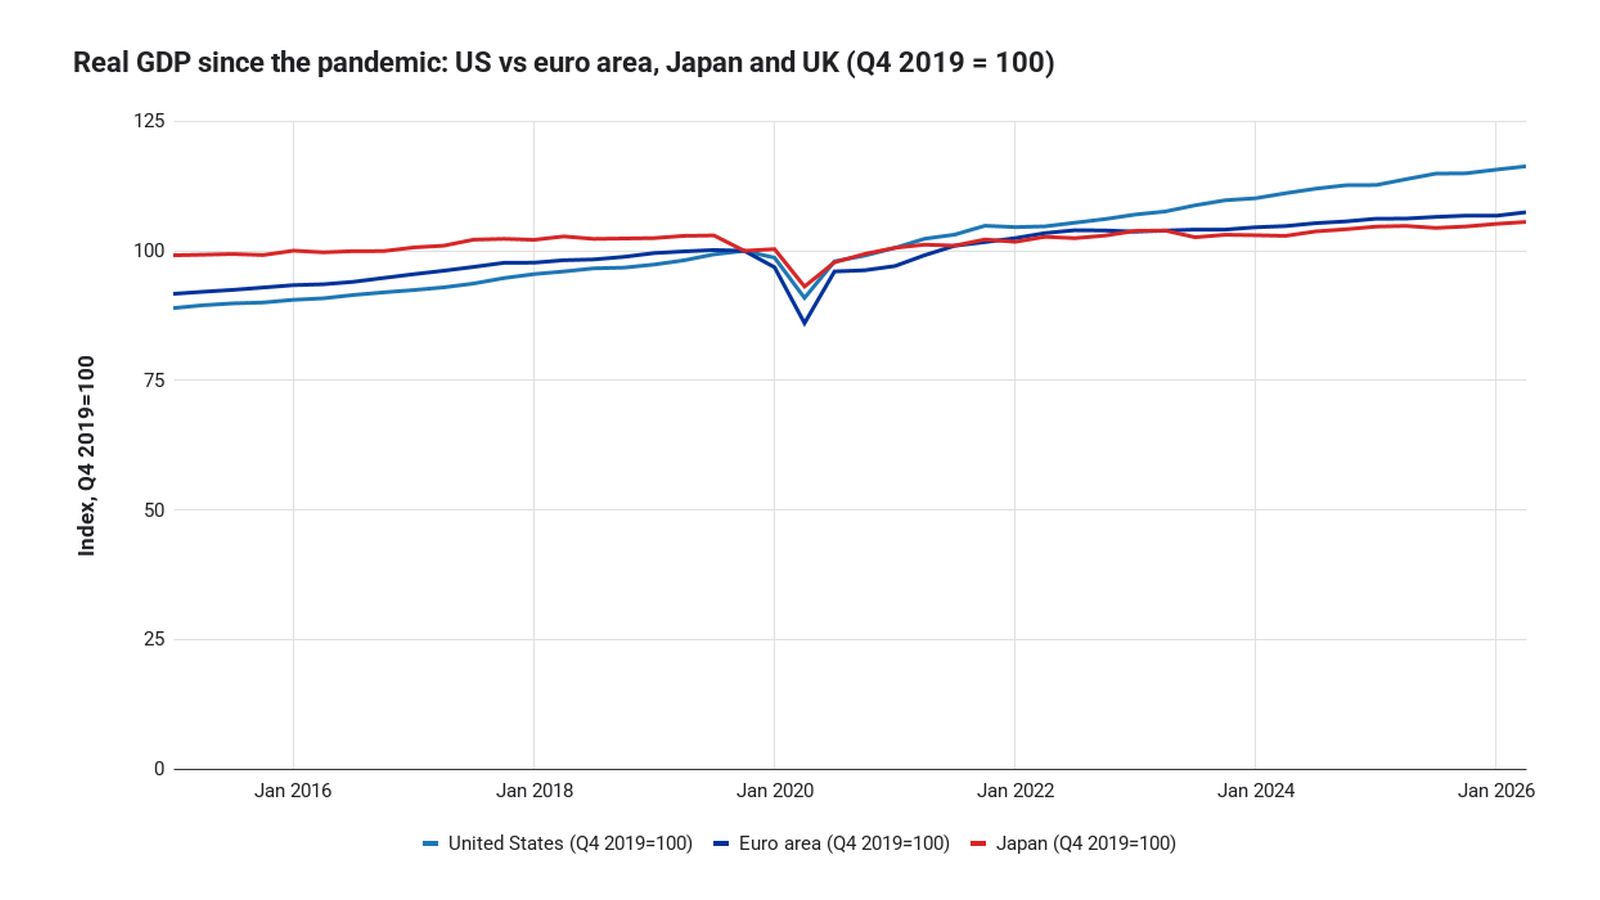 Real GDP since the pandemic: US vs euro area, Japan and UK (Q4 2019 = 100)
Index, Q4 2019=100
125
100
75
50
25
0
Jan 2016 Jan 2018 Jan 2020 Jan 2022 Jan 2024 Jan 2026
United States (Q4 2019=100) Euro area (Q4 2019=100) Japan (Q4 2019=100)